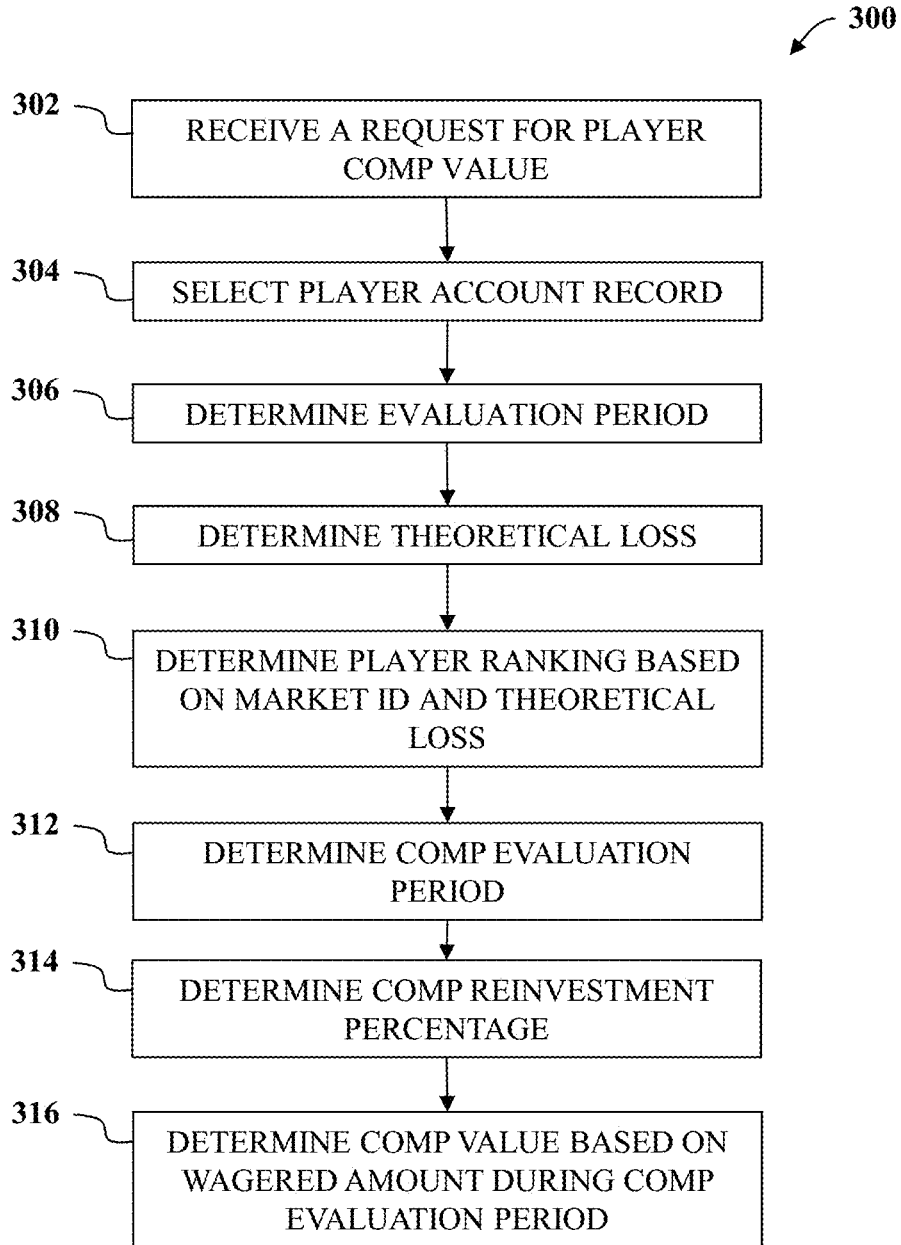 300
302
RECEIVE A REQUEST FOR PLAYER
COMP VALUE
304
SELECT PLAYER ACCOUNT RECORD
306
DETERMINE EVALUATION PERIOD
308
DETERMINE THEORETICAL LOSS
310
DETERMINE PLAYER RANKING BASED
ON MARKET ID AND THEORETICAL
LOSS
312
DETERMINE COMP EVALUATION
PERIOD
314
DETERMINE COMP REINVESTMENT
PERCENTAGE
316
DETERMINE COMP VALUE BASED ON
WAGERED AMOUNT DURING COMP
EVALUATION PERIOD